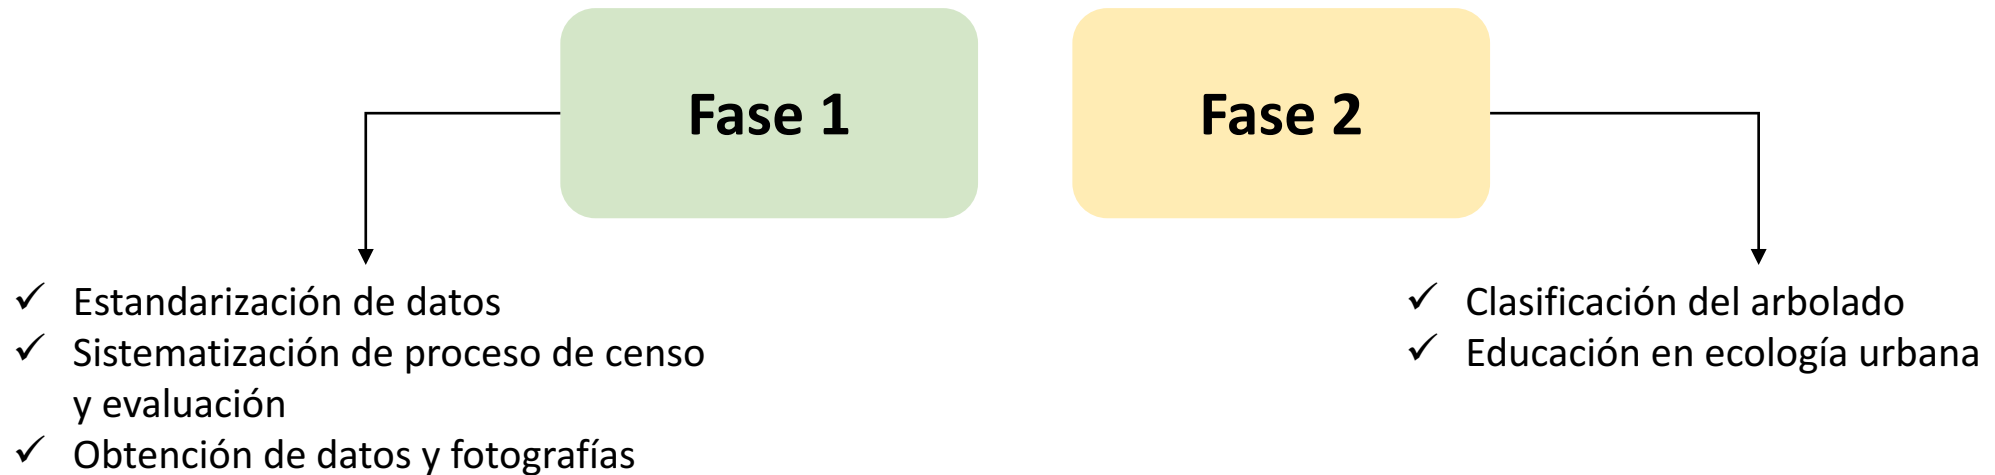 Fase 1
Fase 2
✓ Estandarización de datos
✓ Sistematización de proceso de censo
y evaluación
✓ Obtención de datos y fotografías
✓ Clasificación del arbolado
✓ Educación en ecología urbana